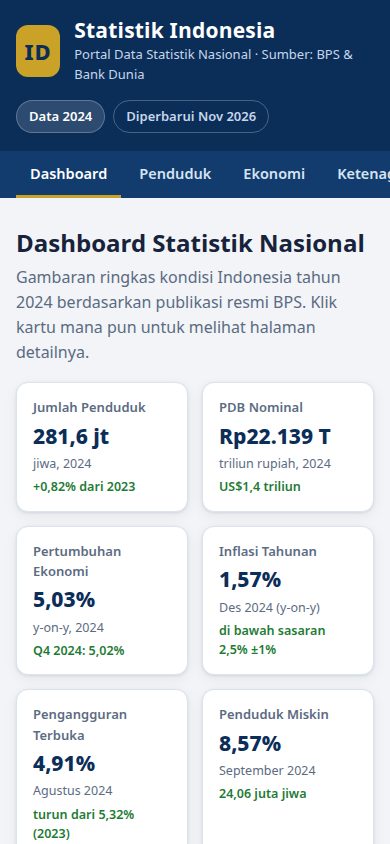 ID
Statistik Indonesia
Portal Data Statistik Nasional · Sumber: BPS &
Bank Dunia
Data 2024
Diperbarui Nov 2026
Dashboard Penduduk Ekonomi Ketenag
Dashboard Statistik Nasional
Gambaran ringkas kondisi Indonesia tahun
2024 berdasarkan publikasi resmi BPS. Klik
kartu mana pun untuk melihat halaman
detailnya.
Jumlah Penduduk
281,6 jt
jiwa, 2024
+0,82% dari 2023
PDB Nominal
Rp22.139 T
triliun rupiah, 2024
US$1,4 triliun
Pertumbuhan
Ekonomi
5,03%
y-on-y, 2024
Q4 2024: 5,02%
Inflasi Tahunan
1,57%
Des 2024 (y-on-y)
di bawah sasaran
2,5% ±1%
Pengangguran
Terbuka
4,91%
Agustus 2024
turun dari 5,32%
(2023)
Penduduk Miskin
8,57%
September 2024
24,06 juta jiwa